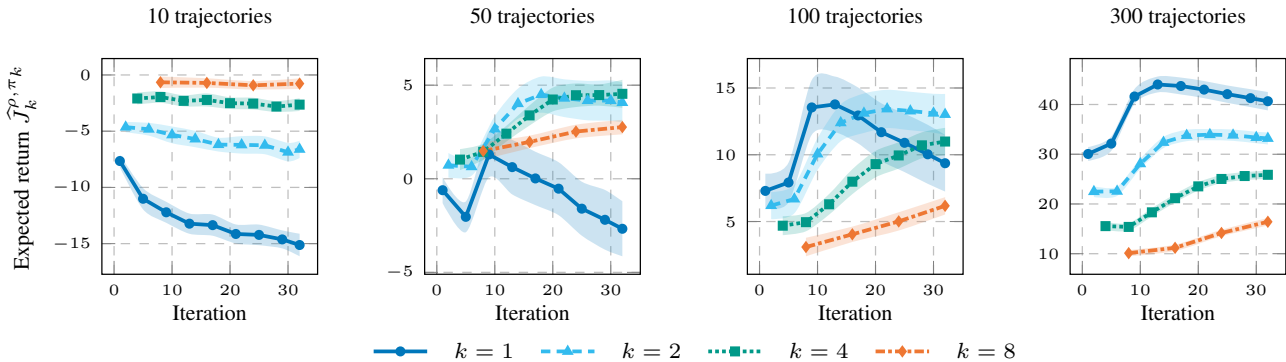 10 trajectories
50 trajectories
100 trajectories
300 trajectories
Expected return $\widehat{J}_k^{\rho,\pi_k}$
0
−5
−10
−15
0 10 20 30
Iteration
5
0
−5
0 10 20 30
Iteration
15
10
5
0 10 20 30
Iteration
40
30
20
10
0 10 20 30
Iteration
k = 1
k = 2
k = 4
k = 8